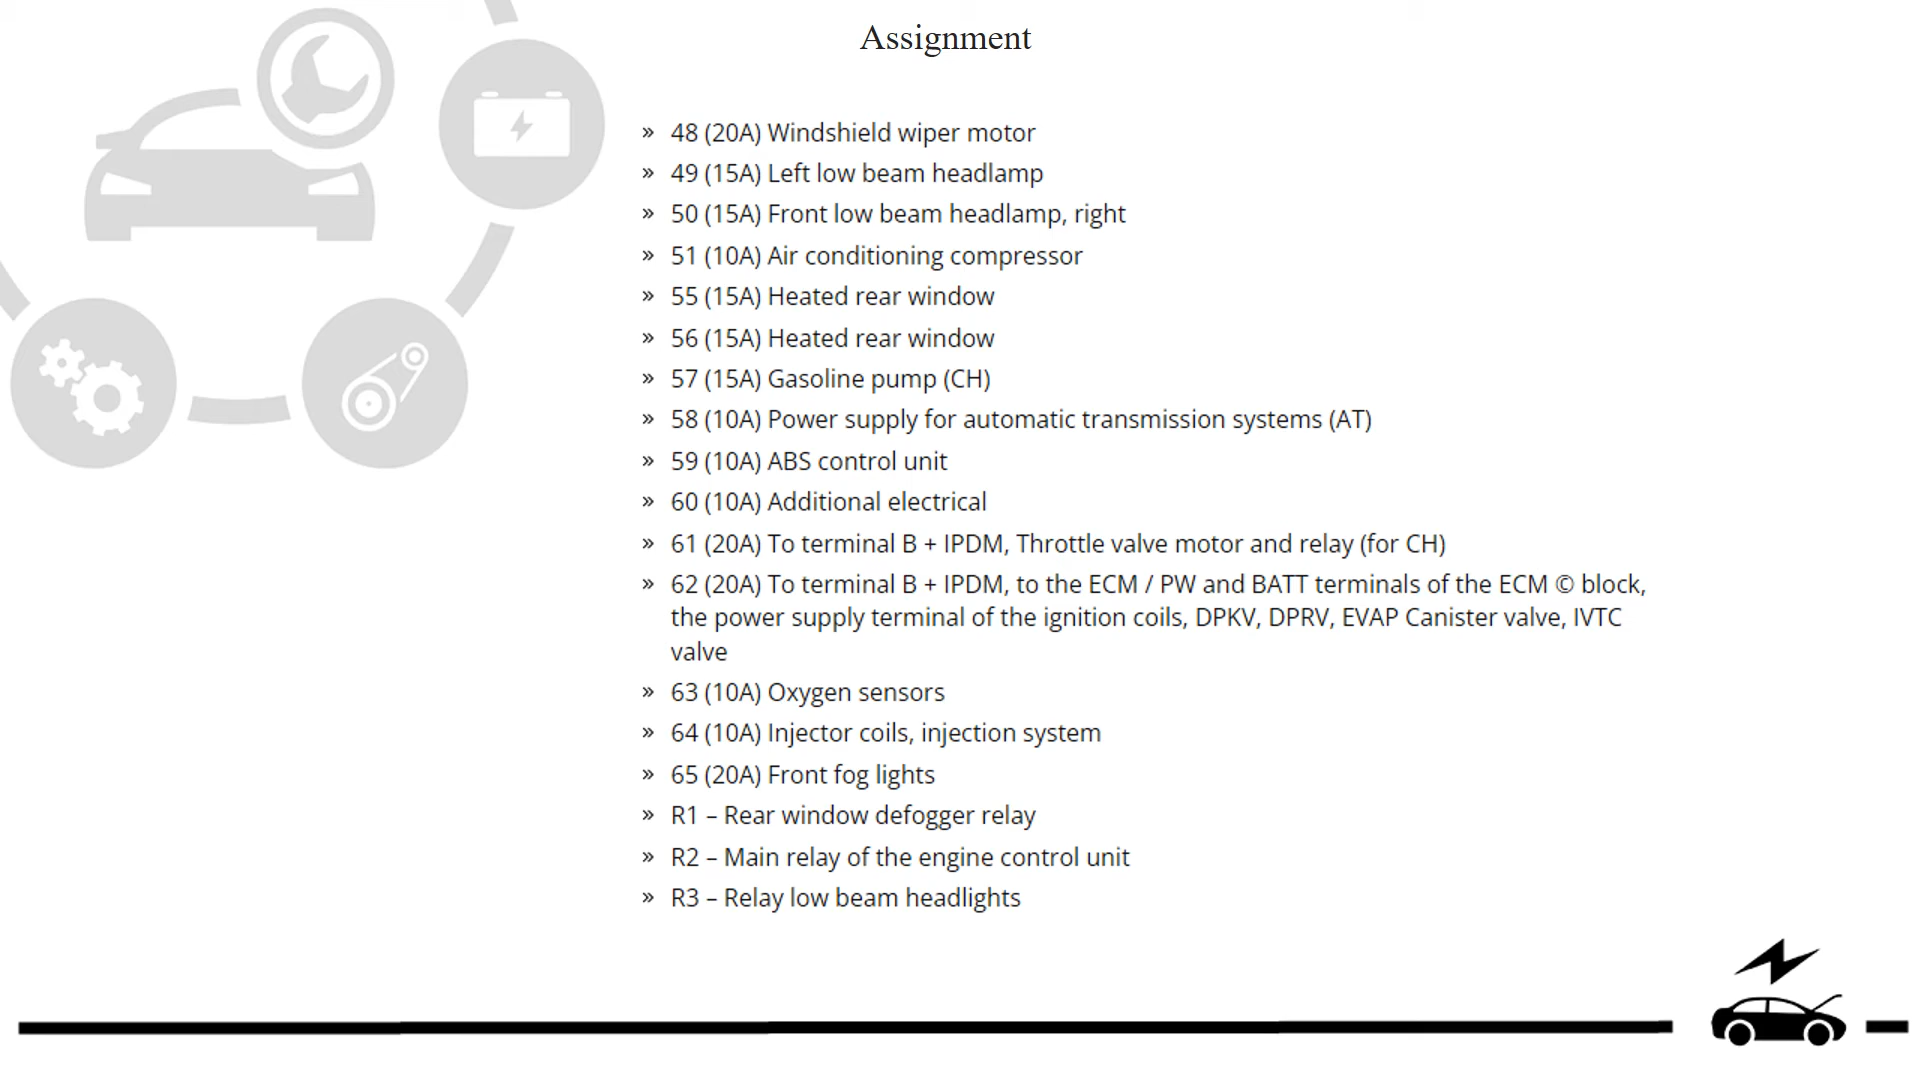 Assignment
» 48 (20A) Windshield wiper motor
» 49 (15A) Left low beam headlamp
» 50 (15A) Front low beam headlamp, right
» 51 (10A) Air conditioning compressor
» 55 (15A) Heated rear window
» 56 (15A) Heated rear window
» 57 (15A) Gasoline pump (CH)
» 58 (10A) Power supply for automatic transmission systems (AT)
» 59 (10A) ABS control unit
» 60 (10A) Additional electrical
» 61 (20A) To terminal B + IPDM, Throttle valve motor and relay (for CH)
» 62 (20A) To terminal B + IPDM, to the ECM / PW and BATT terminals of the ECM © block,
the power supply terminal of the ignition coils, DPKV, DPRV, EVAP Canister valve, IVTC
valve
» 63 (10A) Oxygen sensors
» 64 (10A) Injector coils, injection system
» 65 (20A) Front fog lights
» R1 – Rear window defogger relay
» R2 – Main relay of the engine control unit
» R3 – Relay low beam headlights